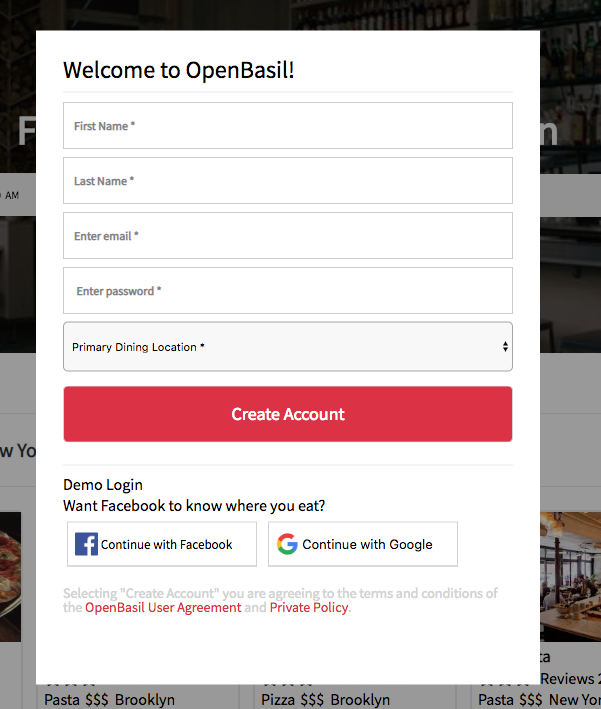 Welcome to OpenBasil!
First Name *
Last Name *
AM
Enter email *
Enter password *
Primary Dining Location *
Create Account
Demo Login
Want Facebook to know where you eat?
Continue with Facebook
Continue with Google
Selecting "Create Account" you are agreeing to the terms and conditions of
the OpenBasil User Agreement and Private Policy.
Reviews 2
Pasta $$$ Brooklyn
Pizza $$$ Brooklyn
Pasta $$$ New Yor